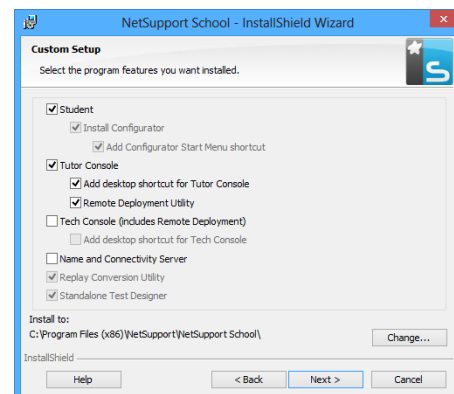 NetSupport School - InstallShield Wizard
Custom Setup
Select the program features you want installed.
S
Student
Install Configurator
Add Configurator Start Menu shortcut
Tutor Console
Add desktop shortcut for Tutor Console
Remote Deployment Utility
Tech Console (includes Remote Deployment)
Add desktop shortcut for Tech Console
Name and Connectivity Server
Replay Conversion Utility
Standalone Test Designer
Install to:
C:\Program Files (x86)\NetSupport\NetSupport School\
Change...
InstallShield
Help < Back Next > Cancel